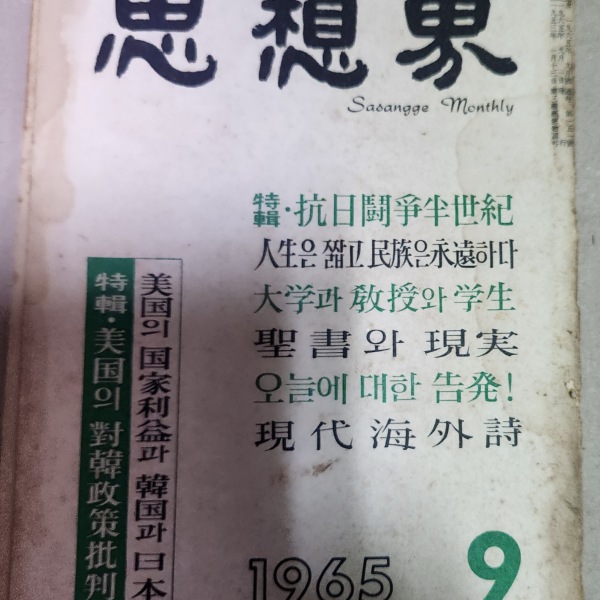 思想界
Sasangge Monthly
特輯・抗日鬪爭半世紀
人生은 짧고 民族은 永遠하다
大学과 敎授와 学生
聖書와 現実
오늘에 대한 告発!
現代海外詩
美国의 国家利益과 韓国과 日本
特輯・美国의 對韓政策批判
1965 9